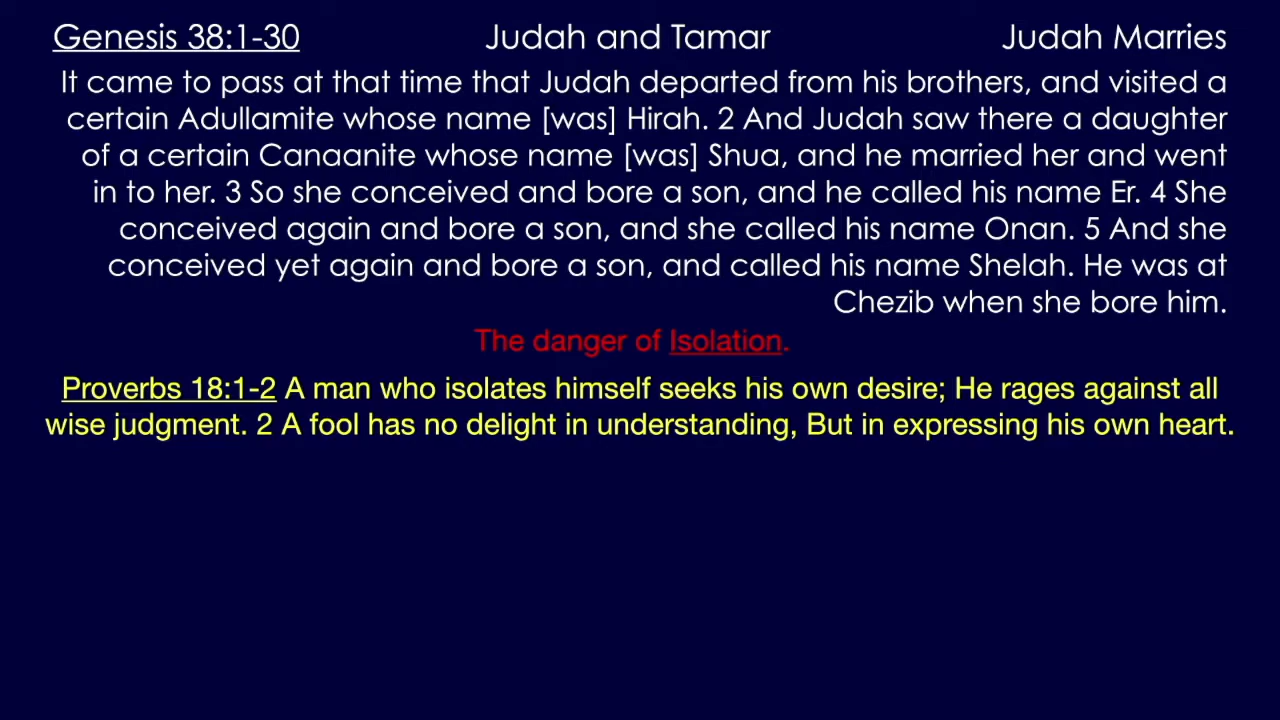 Genesis 38:1-30 Judah and Tamar Judah Marries
It came to pass at that time that Judah departed from his brothers, and visited a
certain Adullamite whose name [was] Hirah. 2 And Judah saw there a daughter
of a certain Canaanite whose name [was] Shua, and he married her and went
in to her. 3 So she conceived and bore a son, and he called his name Er. 4 She
conceived again and bore a son, and she called his name Onan. 5 And she
conceived yet again and bore a son, and called his name Shelah. He was at
Chezib when she bore him.
The danger of Isolation.
Proverbs 18:1-2 A man who isolates himself seeks his own desire; He rages against all
wise judgment. 2 A fool has no delight in understanding, But in expressing his own heart.